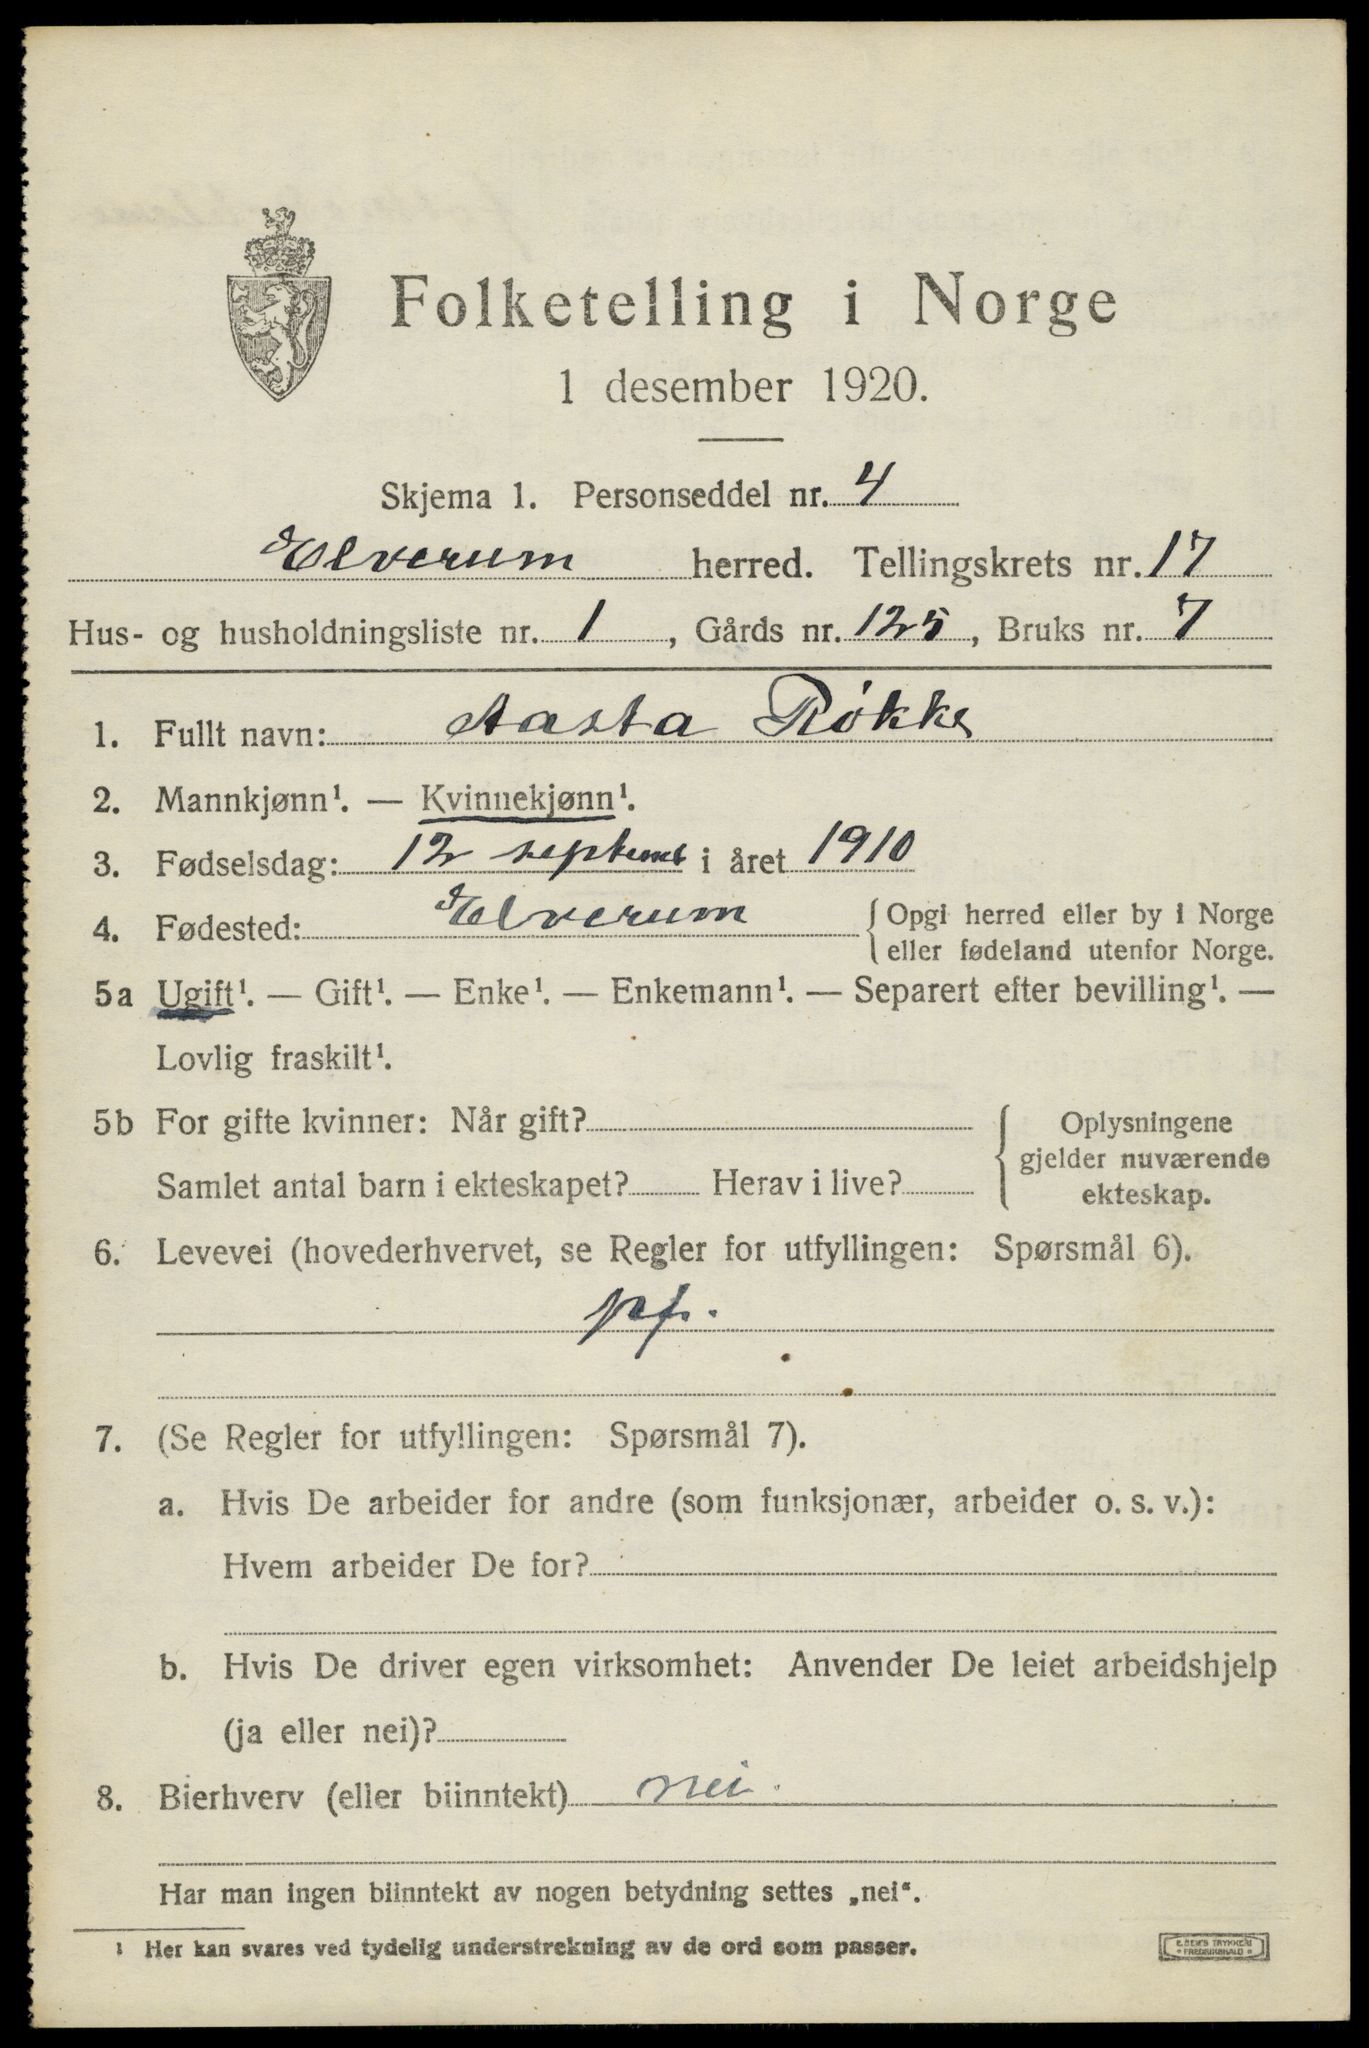 Folketelling i Norge
1 desember 1920.
Skjema 1. Personseddel nr. 4
Elverum herred. Tellingskrets nr. 17
Hus- og husholdningsliste nr. 1, Gårds nr. 125, Bruks nr. 7
1. Fullt navn: Aasta Røkke
2. Mannkjønn¹. — Kvinnekjønn¹.
3. Fødselsdag: 12 septemb i året 1910
4. Fødested: Elverum { Opgi herred eller by i Norge
eller fødeland utenfor Norge.
5a Ugift¹. — Gift¹. — Enke¹. — Enkemann¹. — Separert efter bevilling¹. —
Lovlig fraskilt¹.
5b For gifte kvinner: Når gift? { Oplysningene
gjelder nuværende
Samlet antal barn i ekteskapet? Herav i live? ekteskap.
6. Levevei (hovederhvervet, se Regler for utfyllingen: Spørsmål 6).
pf.
7. (Se Regler for utfyllingen: Spørsmål 7).
a. Hvis De arbeider for andre (som funksjonær, arbeider o. s. v.):
Hvem arbeider De for?
b. Hvis De driver egen virksomhet: Anvender De leiet arbeidshjelp
(ja eller nei)?
8. Bierhverv (eller biinntekt) nei.
Har man ingen biinntekt av nogen betydning settes „nei“.
¹ Her kan svares ved tydelig understrekning av de ord som passer.
FREDRIKSHALD